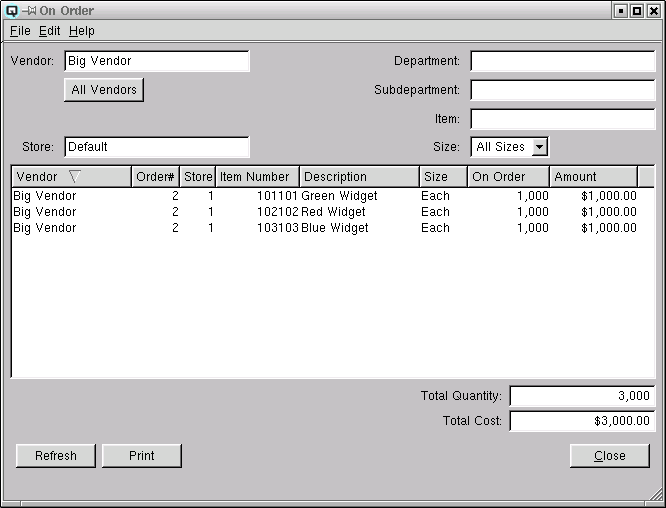 On Order
File Edit Help
Vendor: Big Vendor Department:
All Vendors Subdepartment:
Item:
Store: Default Size: All Sizes
Vendor Order# Store Item Number Description Size On Order Amount
Big Vendor 2 1 101101 Green Widget Each 1,000 $1,000.00
Big Vendor 2 1 102102 Red Widget Each 1,000 $1,000.00
Big Vendor 2 1 103103 Blue Widget Each 1,000 $1,000.00
Total Quantity: 3,000
Total Cost: $3,000.00
Refresh Print Close